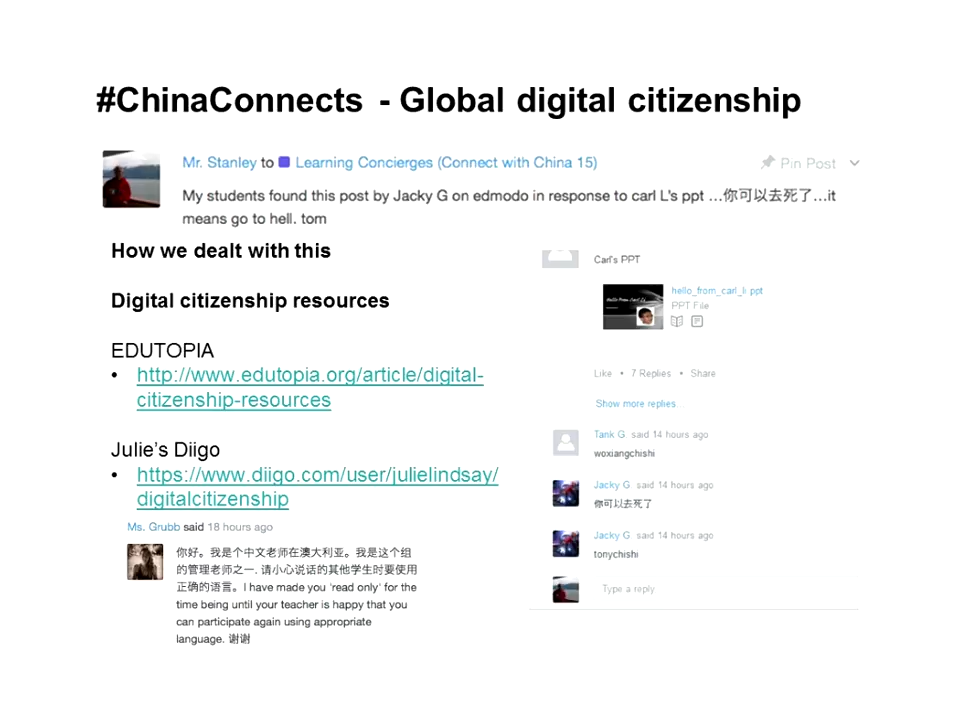 #ChinaConnects - Global digital citizenship
Mr. Stanley to Learning Concierges (Connect with China 15)
Pin Post
My students found this post by Jacky G on edmodo in response to carl L's ppt ...你可以去死了...it
means go to hell. tom
How we dealt with this
Digital citizenship resources
EDUTOPIA
• http://www.edutopia.org/article/digital-
citizenship-resources
Julie's Diigo
• https://www.diigo.com/user/julielindsay/
digitalcitizenship
Ms. Grubb said 18 hours ago
你好。我是个中文老师在澳大利亚。我是这个组
的管理老师之一. 请小心说话的其他学生时要使用
正确的语言。I have made you 'read only' for the
time being until your teacher is happy that you
can participate again using appropriate
language. 谢谢
Carl's PPT
hello_from_carl_li ppt
PPT File
Like • 7 Replies • Share
Show more replies...
Tank G. said 14 hours ago
woxiangchishi
Jacky G. said 14 hours ago
你可以去死了
Jacky G. said 14 hours ago
tonychishi
Type a reply